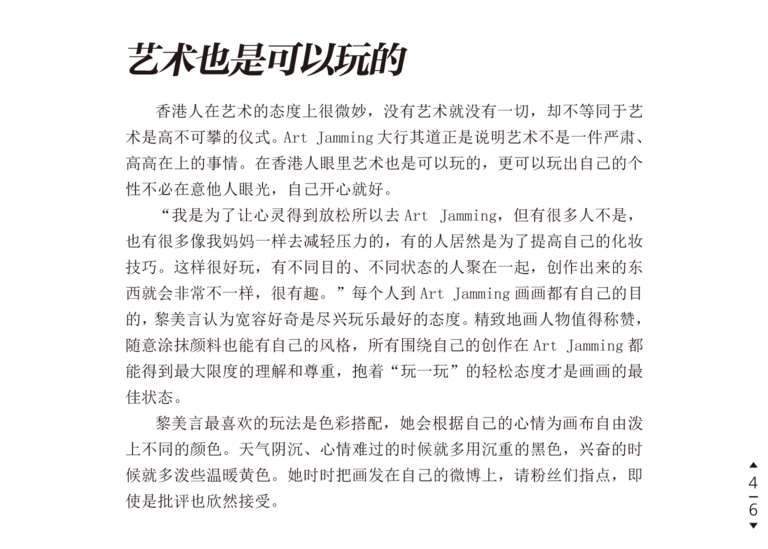 艺术也是可以玩的
香港人在艺术的态度上很微妙，没有艺术就没有一切，却不等同于艺
术是高不可攀的仪式。Art Jamming 大行其道正是说明艺术不是一件严肃、
高高在上的事情。在香港人眼里艺术也是可以玩的，更可以玩出自己的个
性不必在意他人眼光，自己开心就好。
“我是为了让心灵得到放松所以去 Art Jamming，但有很多人不是，
也有很多像我妈妈一样去减轻压力的，有的人居然是为了提高自己的化妆
技巧。这样很好玩，有不同目的、不同状态的人聚在一起，创作出来的东
西就会非常不一样，很有趣。”每个人到 Art Jamming 画画都有自己的目
的，黎美言认为宽容好奇是尽兴玩乐最好的态度。精致地画人物值得称赞，
随意涂抹颜料也能有自己的风格，所有围绕自己的创作在 Art Jamming 都
能得到最大限度的理解和尊重，抱着“玩一玩”的轻松态度才是画画的最
佳状态。
黎美言最喜欢的玩法是色彩搭配，她会根据自己的心情为画布自由泼
上不同的颜色。天气阴沉、心情难过的时候就多用沉重的黑色，兴奋的时
候就多泼些温暖黄色。她时时把画发在自己的微博上，请粉丝们指点，即
使是批评也欣然接受。
4
6